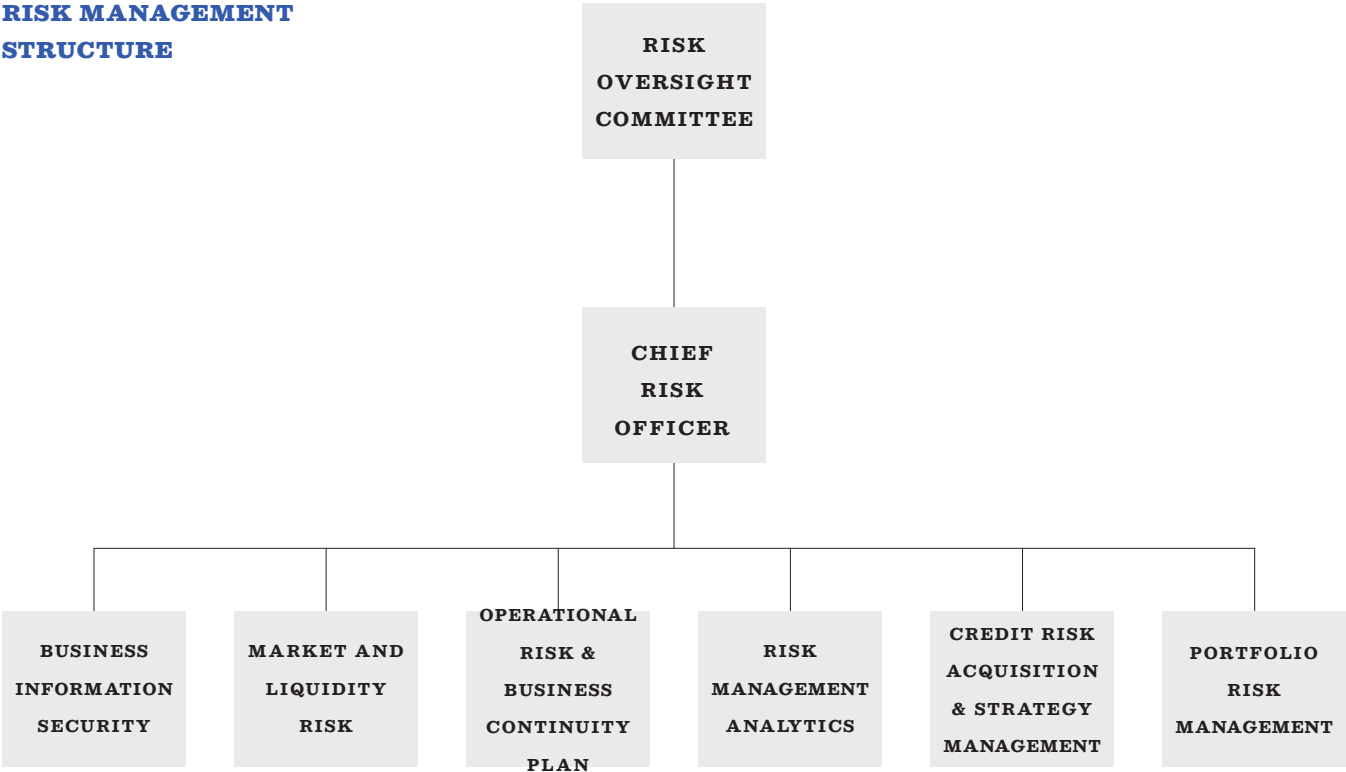 RISK MANAGEMENT
STRUCTURE
RISK
OVERSIGHT
COMMITTEE
CHIEF
RISK
OFFICER
BUSINESS
INFORMATION
SECURITY
MARKET AND
LIQUIDITY
RISK
OPERATIONAL
RISK &
BUSINESS
CONTINUITY
PLAN
RISK
MANAGEMENT
ANALYTICS
CREDIT RISK
ACQUISITION
& STRATEGY
MANAGEMENT
PORTFOLIO
RISK
MANAGEMENT